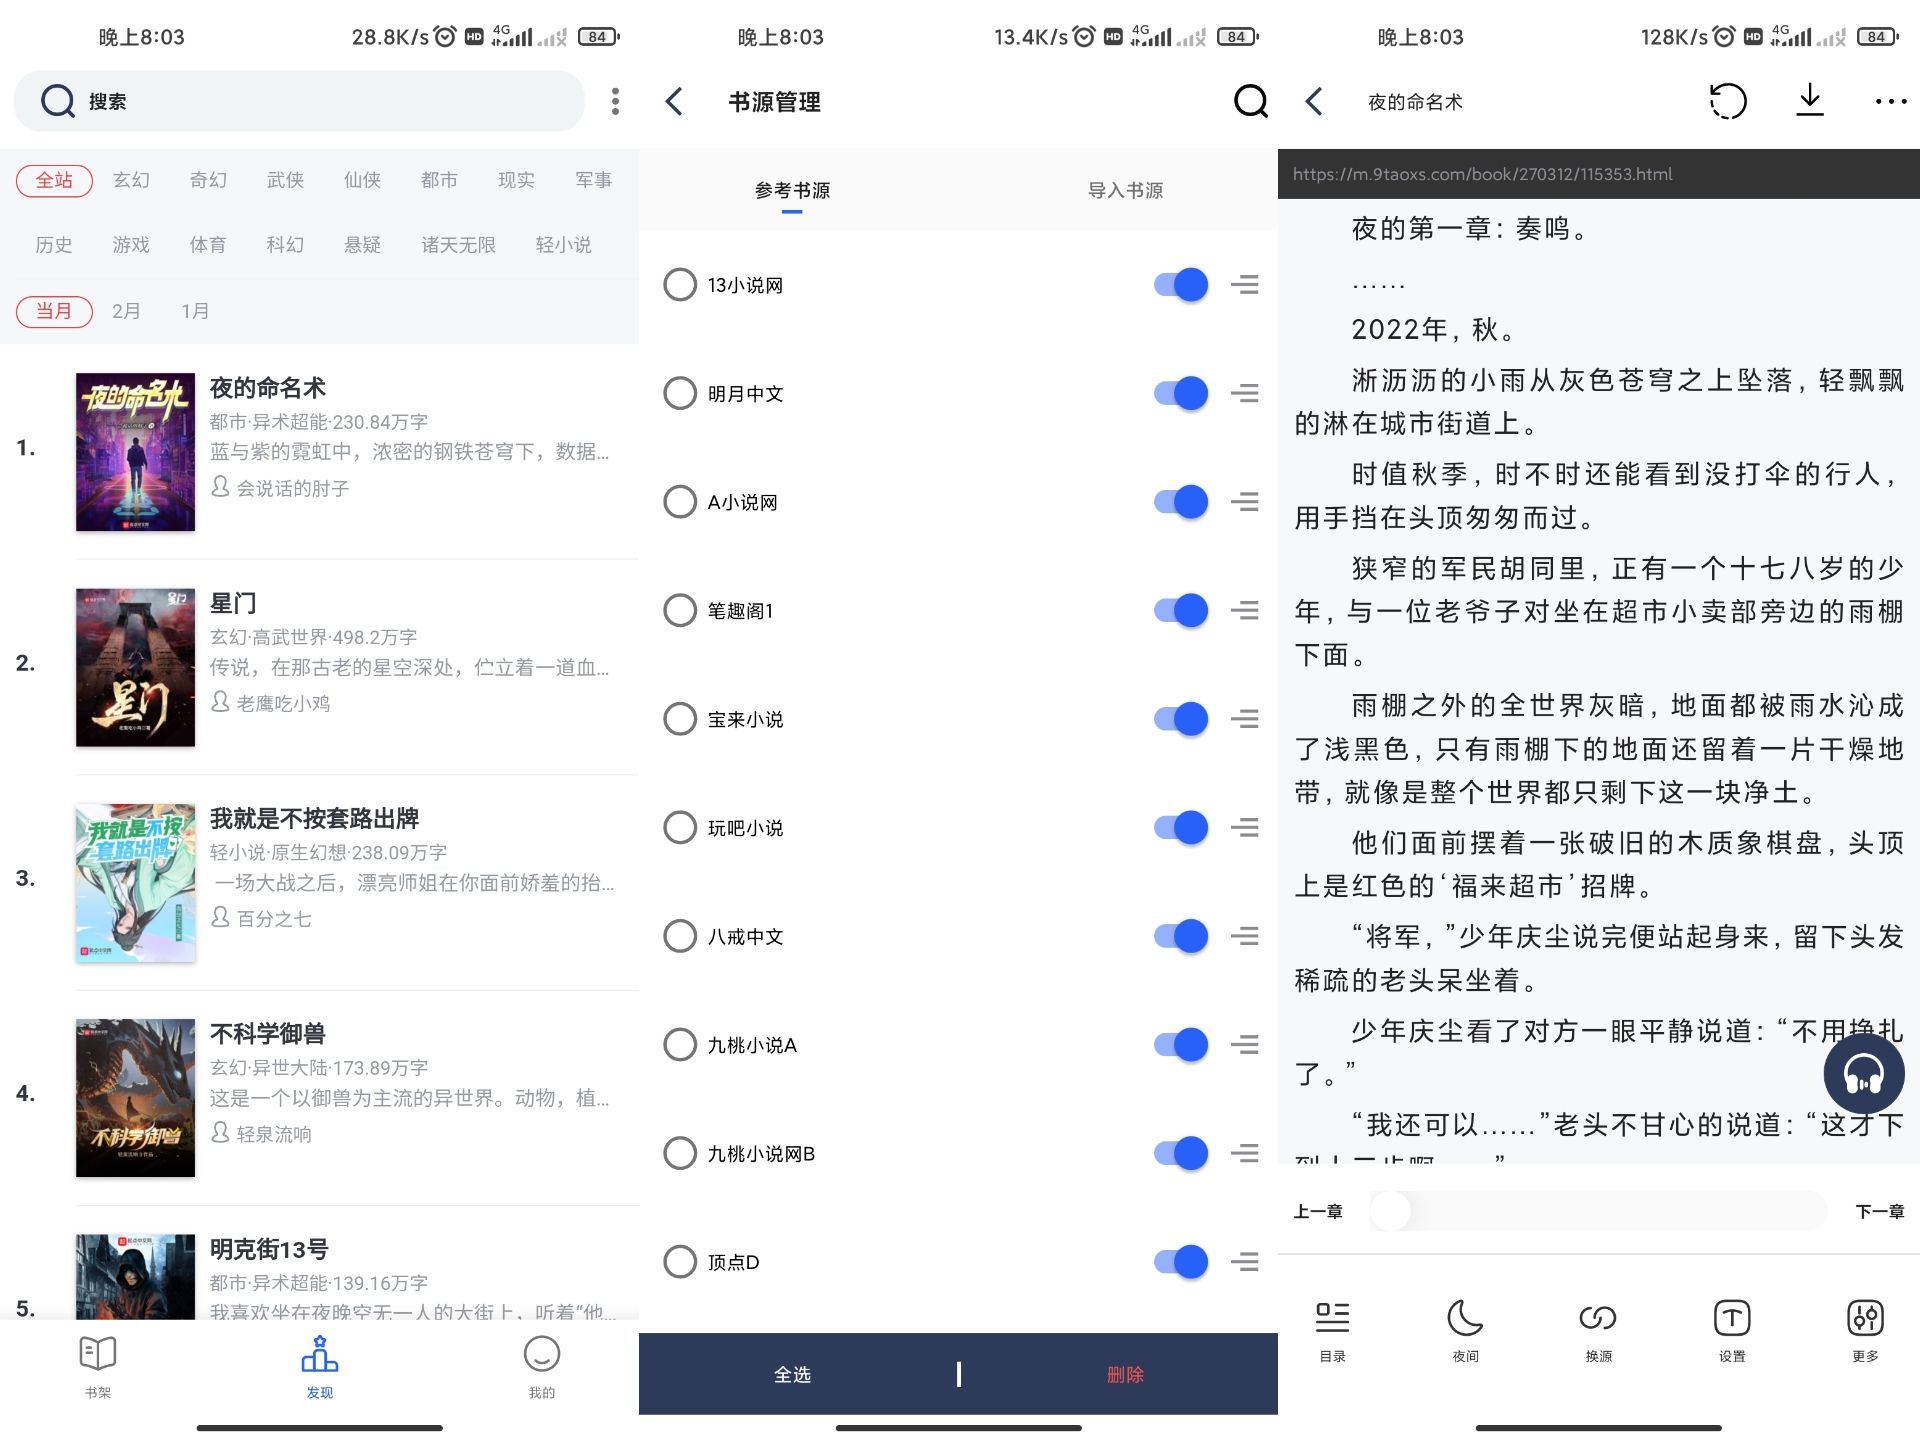 晚上8:03
28.8K/s
HD
4G
84
搜索
全站 玄幻 奇幻 武侠 仙侠 都市 现实 军事
历史 游戏 体育 科幻 悬疑 诸天无限 轻小说
当月 2月 1月
1.
夜的命名术
夜的命名术
都市·异术超能·230.84万字
蓝与紫的霓虹中，浓密的钢铁苍穹下，数据...
会说话的肘子
2.
星门
星门
玄幻·高武世界·498.2万字
传说，在那古老的星空深处，伫立着一道血...
老鹰吃小鸡
3.
我就是不按
套路出牌
我就是不按套路出牌
轻小说·原生幻想·238.09万字
一场大战之后，漂亮师姐在你面前娇羞的抬...
百分之七
4.
不科学御兽
不科学御兽
玄幻·异世大陆·173.89万字
这是一个以御兽为主流的异世界。动物，植...
轻泉流响
5.
明克街13号
都市·异术超能·139.16万字
我喜欢坐在夜晚空无一人的大街上，听着“他...
书架 发现 我的
晚上8:03
13.4K/s
HD
4G
84
书源管理
参考书源 导入书源
13小说网
明月中文
A小说网
笔趣阁1
宝来小说
玩吧小说
八戒中文
九桃小说A
九桃小说网B
顶点D
全选 删除
晚上8:03
128K/s
HD
4G
84
夜的命名术
https://m.9taoxs.com/book/270312/115353.html
夜的第一章：奏鸣。
……
2022年，秋。
淅沥沥的小雨从灰色苍穹之上坠落，轻飘飘
的淋在城市街道上。
时值秋季，时不时还能看到没打伞的行人，
用手挡在头顶匆匆而过。
狭窄的军民胡同里，正有一个十七八岁的少
年，与一位老爷子对坐在超市小卖部旁边的雨棚
下面。
雨棚之外的全世界灰暗，地面都被雨水沁成
了浅黑色，只有雨棚下的地面还留着一片干燥地
带，就像是整个世界都只剩下这一块净土。
他们面前摆着一张破旧的木质象棋盘，头顶
上是红色的‘福来超市’招牌。
“将军，”少年庆尘说完便站起身来，留下头发
稀疏的老头呆坐着。
少年庆尘看了对方一眼平静说道：“不用挣扎
了。”
“我还可以……”老头不甘心的说道：“这才下
上一章 下一章
目录 夜间 换源 设置 更多